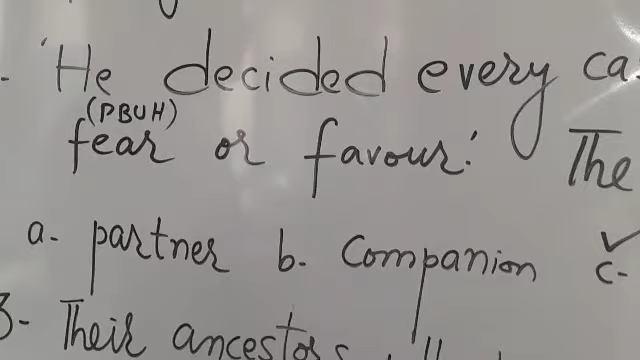 - 'He decided every ca
(PBUH)
fear or favour.' The
a. partner b. Companion c-
3- Their ancestors